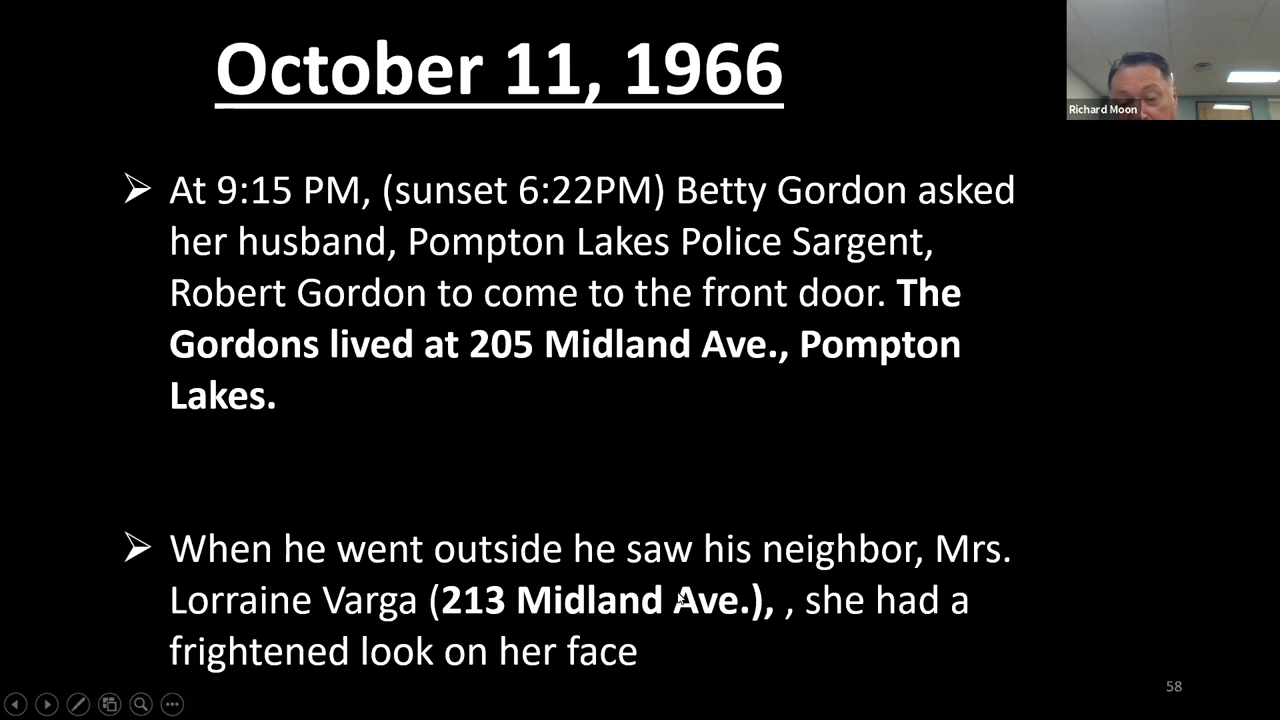 October 11, 1966
Richard Moon
➢ At 9:15 PM, (sunset 6:22PM) Betty Gordon asked
her husband, Pompton Lakes Police Sargent,
Robert Gordon to come to the front door. The
Gordons lived at 205 Midland Ave., Pompton
Lakes.
➢ When he went outside he saw his neighbor, Mrs.
Lorraine Varga (213 Midland Ave.), , she had a
frightened look on her face
58